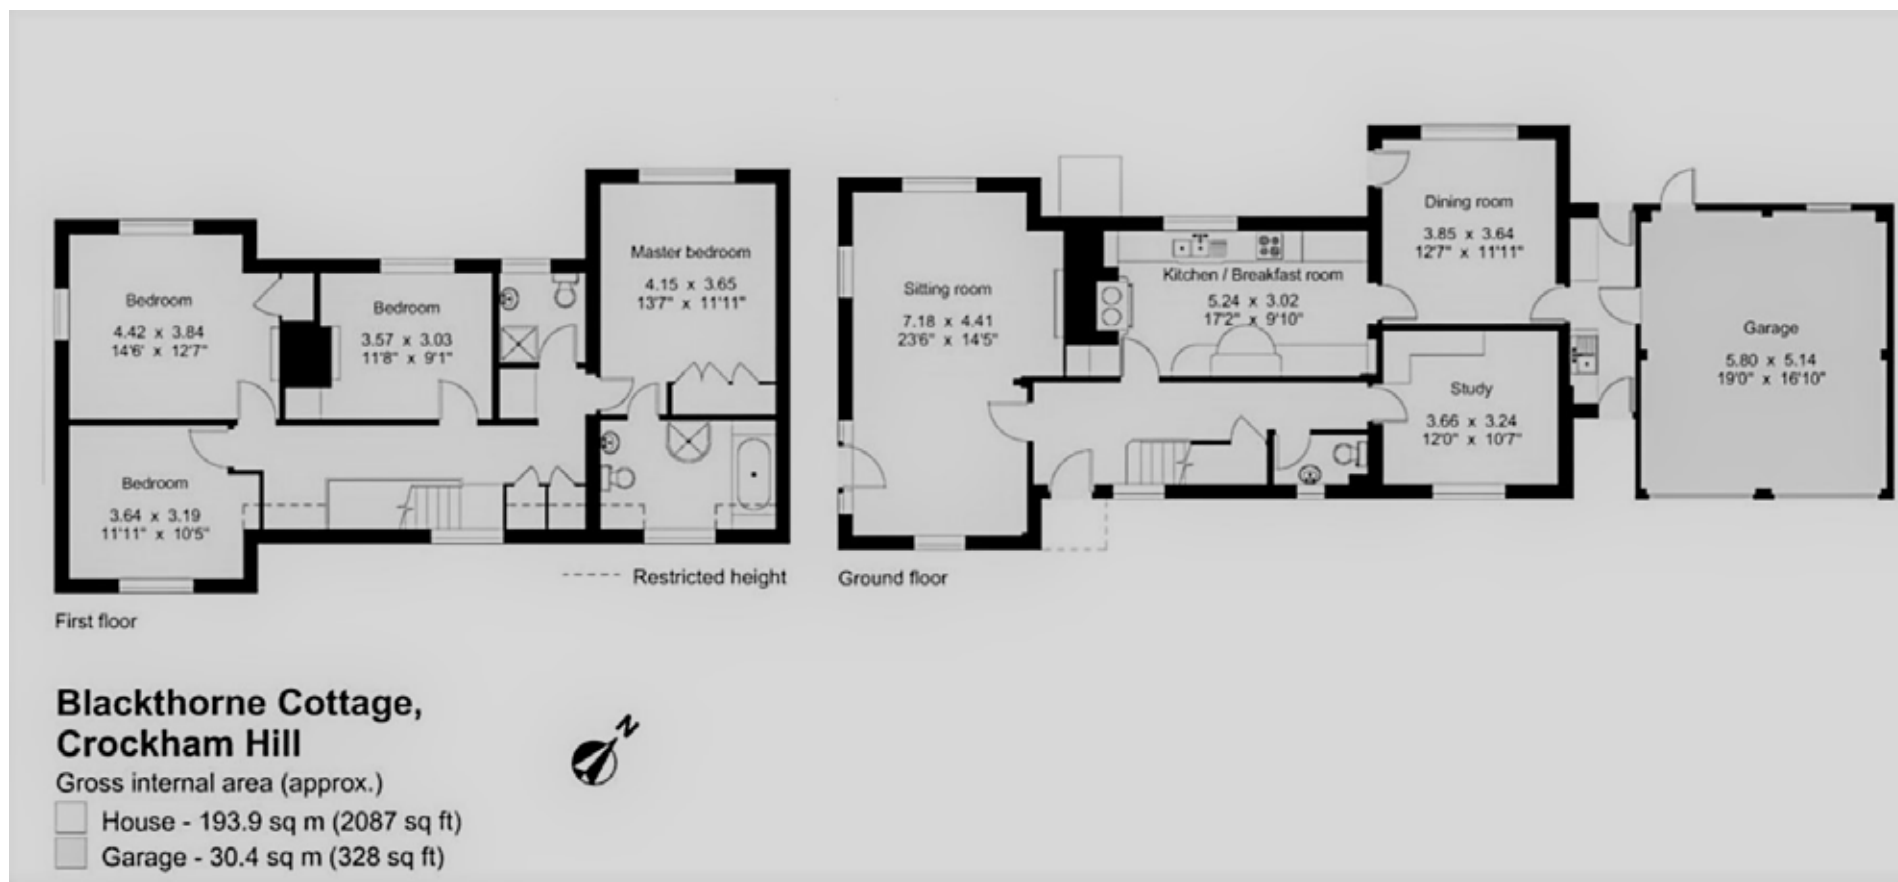 Bedroom
4.42 x 3.84
14'6' x 12'7"
Bedroom
3.57 x 3.03
11'8" x 9'1"
Master bedroom
4.15 x 3.65
13'7" x 11'11"
Bedroom
3.64 x 3.19
11'11" x 10'5"
Restricted height
First floor
Sitting room
7.18 x 4.41
23'6" x 14'5"
Kitchen / Breakfast room
5.24 x 3.02
17'2" x 9'10"
Dining room
3.85 x 3.64
12'7" x 11'11"
Study
3.66 x 3.24
12'0" x 10'7"
Garage
5.80 x 5.14
19'0" x 16'10"
Ground floor
Blackthorne Cottage,
Crockham Hill
Gross internal area (approx.)
House - 193.9 sq m (2087 sq ft)
Garage - 30.4 sq m (328 sq ft)
N